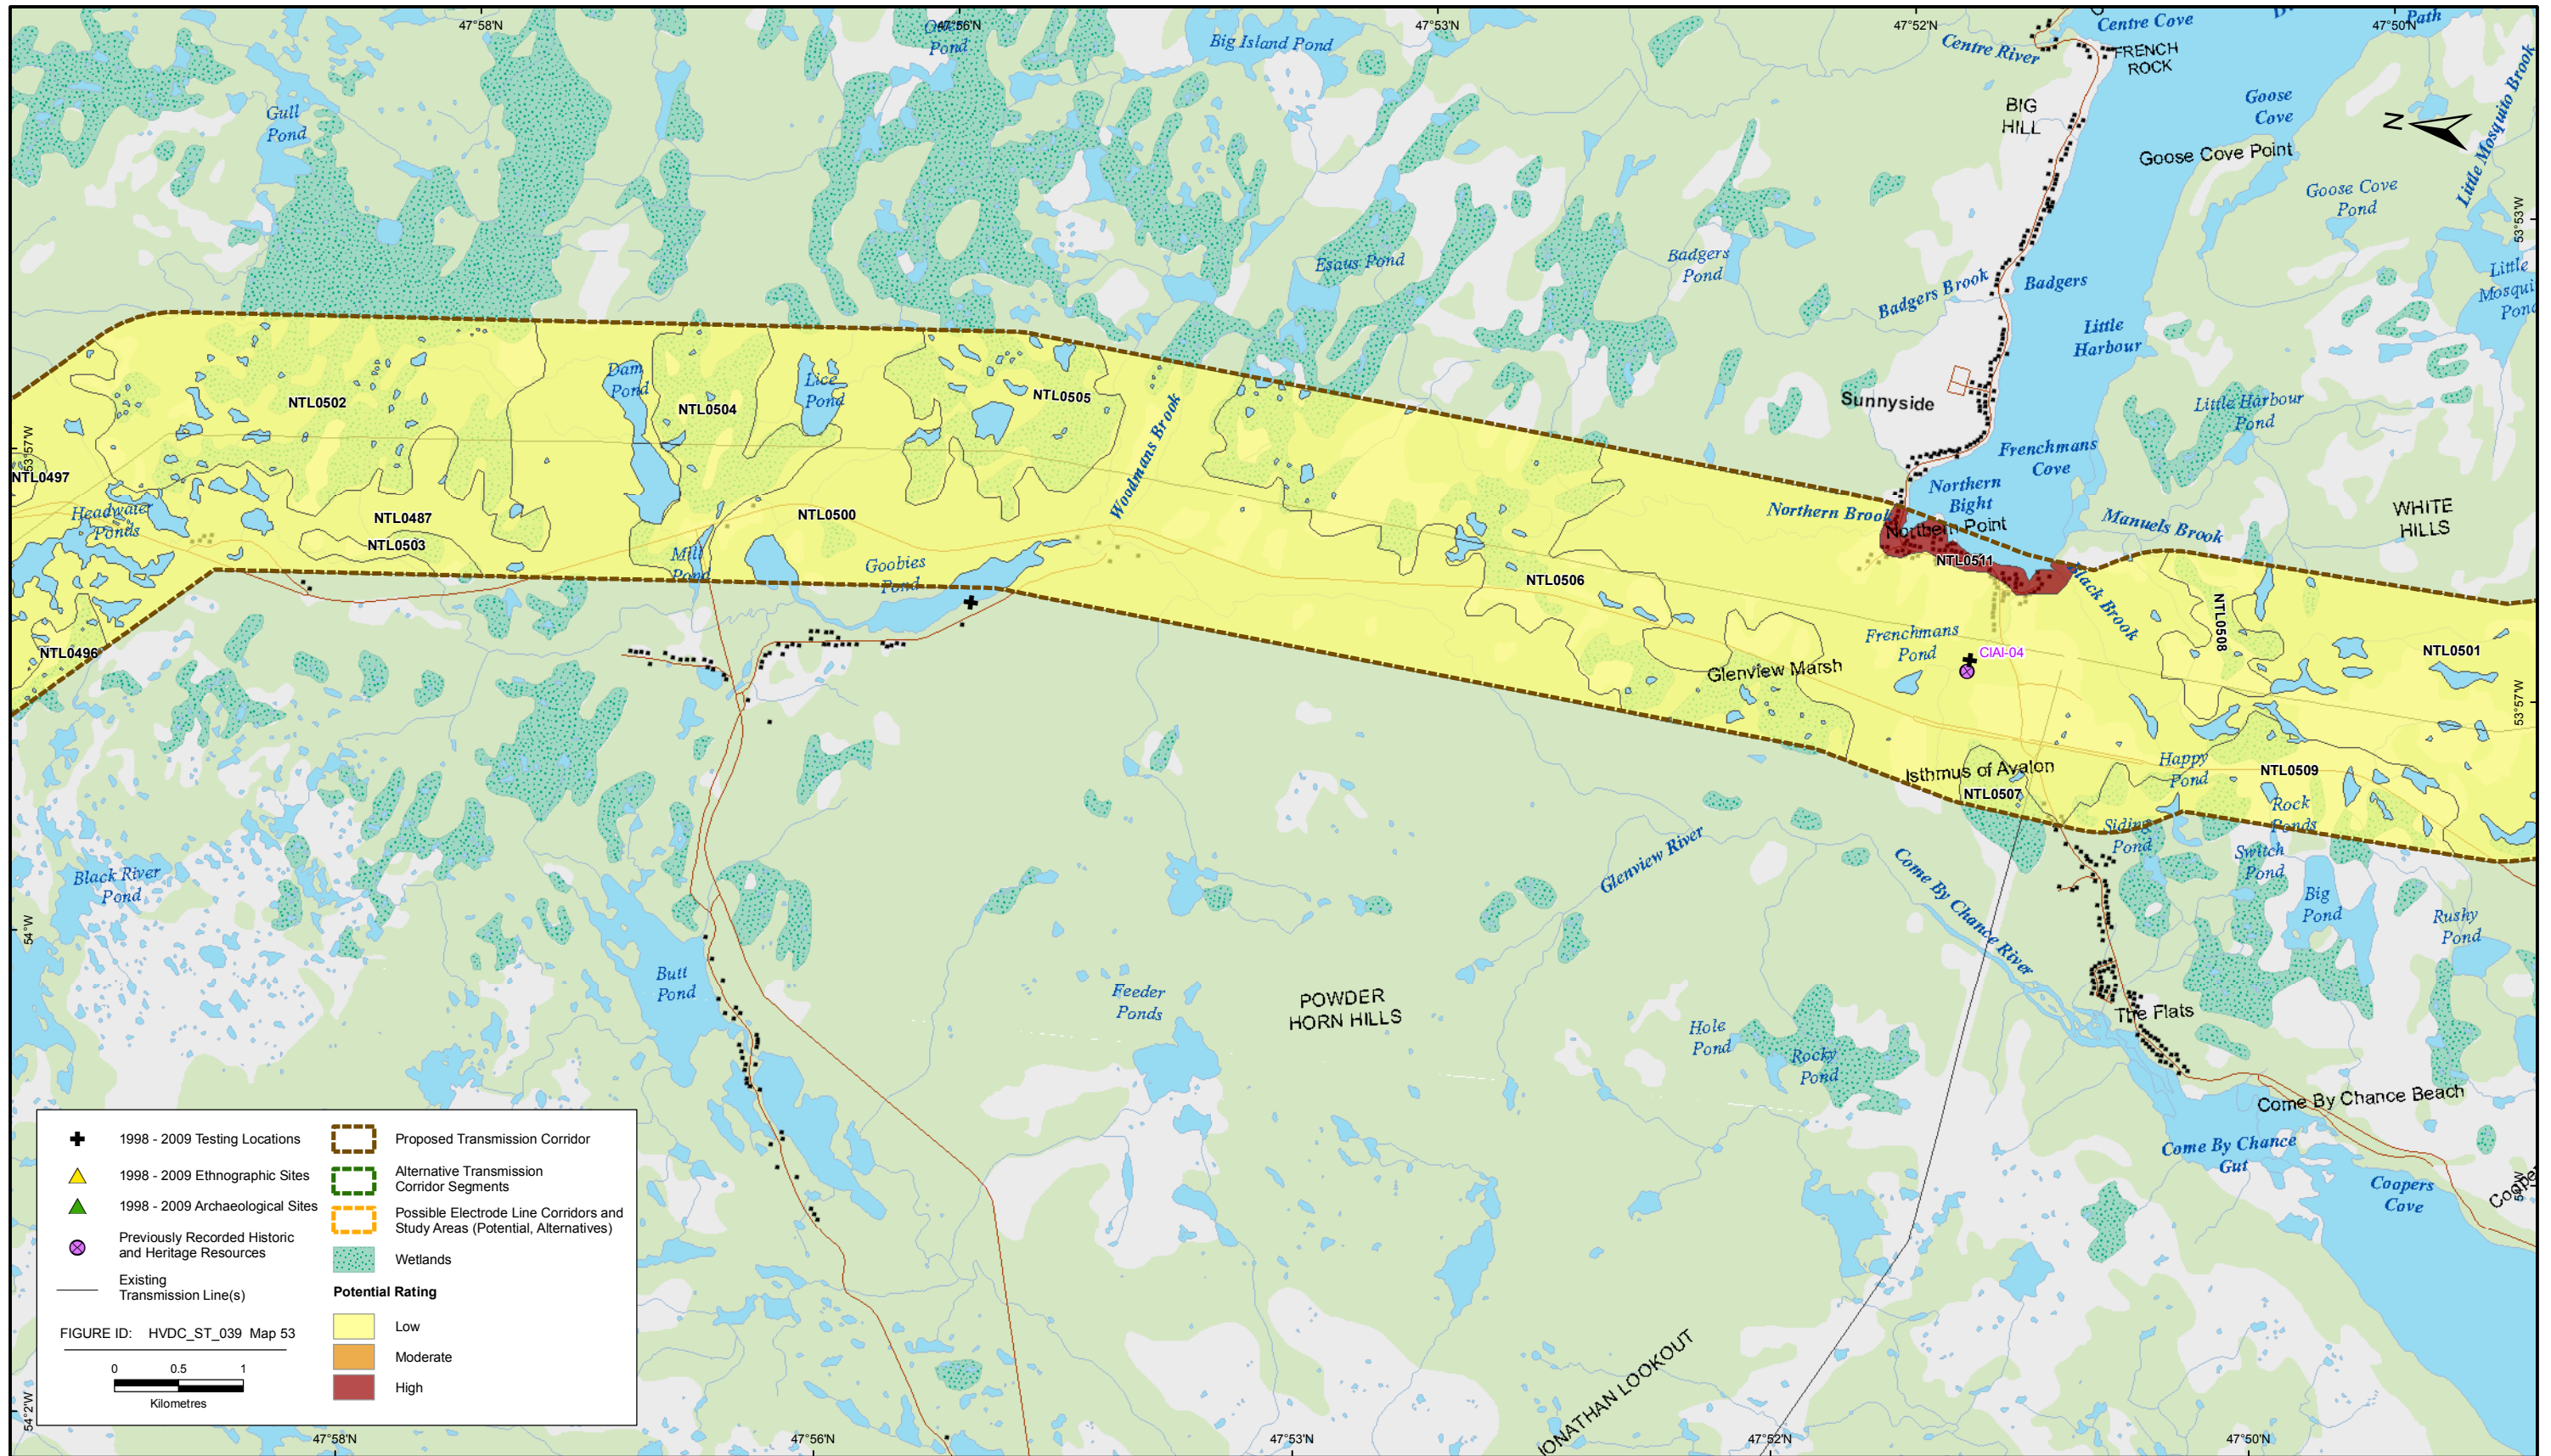 47°58'N
47°56'N
47°53'N
47°52'N
47°50'N
Pond
Big Island Pond
Centre River
Centre Cove
Path
FRENCH
ROCK
Gull
Pond
BIG
HILL
Goose
Cove
Goose Cove Point
N
Little Mosquito Brook
Goose Cove
Pond
53°53'W
Badgers
Pond
Esaus Pond
Badgers Brook
Badgers
Little
Little
Harbour
Dam
Pond
Lice
Pond
NTL0502
NTL0504
NTL0505
Sunnyside
Little Harbour
Pond
53°57'W
Woodmans Brook
Frenchmans
Cove
NTL0497
Headwater
Ponds
NTL0487
NTL0503
NTL0500
Northern Brook
Northern
Bight
Northern Point
Manuels Brook
WHITE
HILLS
Mill
Pond
Goobies
Pond
NTL0506
NTL0511
Black Brook
NTL0508
NTL0496
Frenchmans
Pond
CIAI-04
NTL0501
Glenview Marsh
53°57'W
Isthmus of Avalon
NTL0507
Happy
Pond
NTL0509
Rock
Ponds
Siding
Pond
Switch
Pond
Black River
Pond
Glenview River
Come By Chance River
Big
Pond
Rushy
Pond
54°W
Butt
Pond
Feeder
Ponds
POWDER
HORN HILLS
Hole
Pond
Rocky
Pond
The Flats
Come By Chance Beach
Come By Chance
Gut
Coopers
Cove
JONATHAN LOOKOUT
1998 - 2009 Testing Locations
1998 - 2009 Ethnographic Sites
1998 - 2009 Archaeological Sites
Previously Recorded Historic
and Heritage Resources
Existing
Transmission Line(s)
FIGURE ID: HVDC_ST_039 Map 53
0 0.5 1
Kilometres
Proposed Transmission Corridor
Alternative Transmission
Corridor Segments
Possible Electrode Line Corridors and
Study Areas (Potential, Alternatives)
Wetlands
Potential Rating
Low
Moderate
High
54°2'W
47°58'N
47°56'N
47°53'N
47°52'N
47°50'N